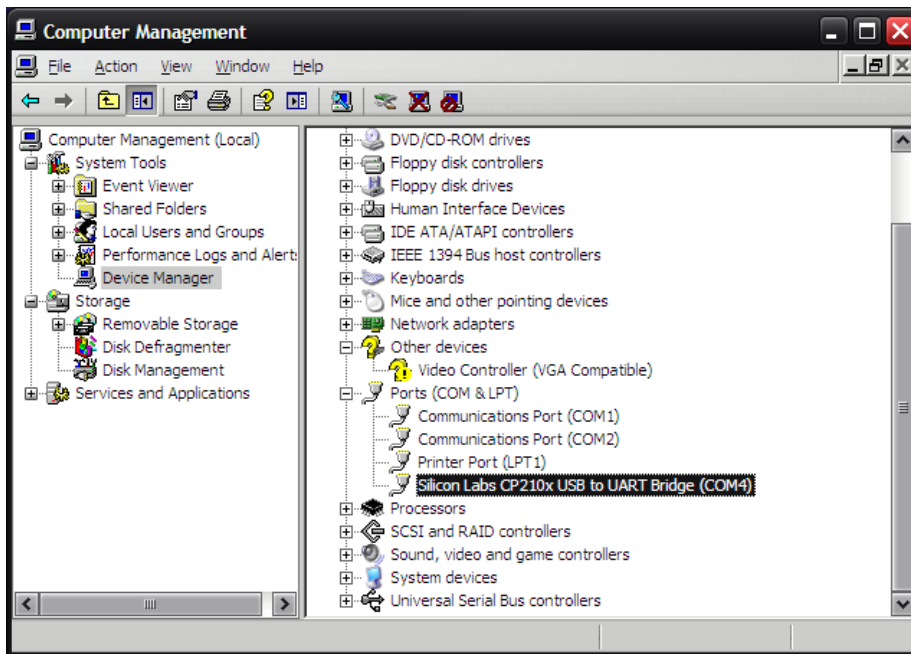 Computer Management
File Action View Window Help
Computer Management (Local)
System Tools
Event Viewer
Shared Folders
Local Users and Groups
Performance Logs and Alert
Device Manager
Storage
Removable Storage
Disk Defragmenter
Disk Management
Services and Applications
DVD/CD-ROM drives
Floppy disk controllers
Floppy disk drives
Human Interface Devices
IDE ATA/ATAPI controllers
IEEE 1394 Bus host controllers
Keyboards
Mice and other pointing devices
Network adapters
Other devices
Video Controller (VGA Compatible)
Ports (COM & LPT)
Communications Port (COM1)
Communications Port (COM2)
Printer Port (LPT1)
Silicon Labs CP210x USB to UART Bridge (COM4)
Processors
SCSI and RAID controllers
Sound, video and game controllers
System devices
Universal Serial Bus controllers